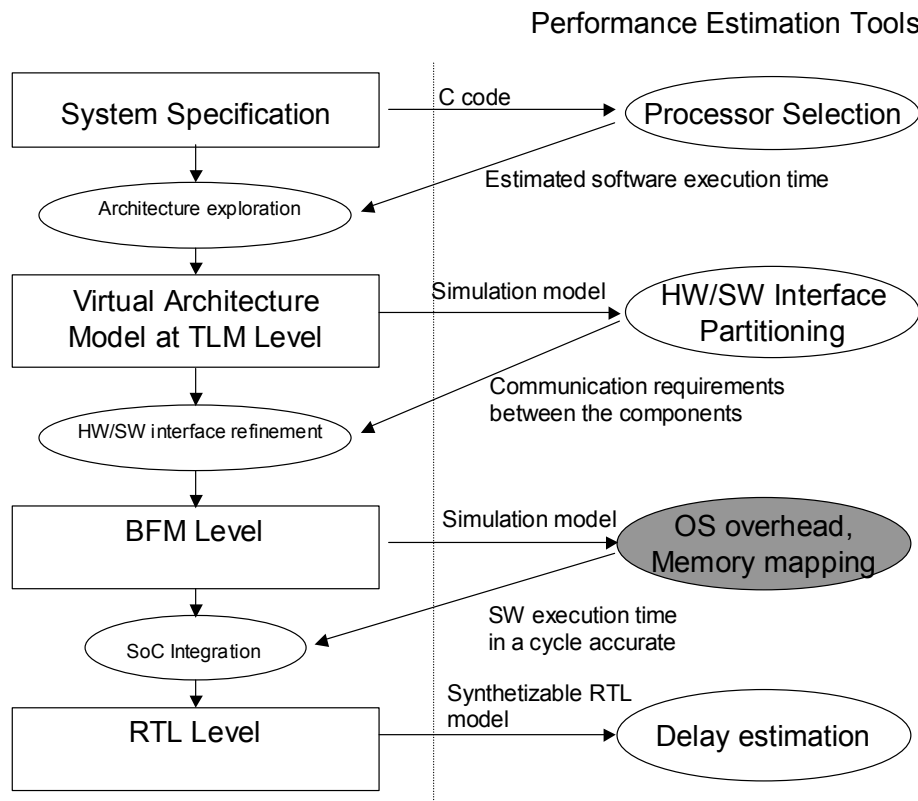 Performance Estimation Tools
System Specification
C code
Processor Selection
Estimated software execution time
Architecture exploration
Virtual Architecture
Model at TLM Level
Simulation model
HW/SW Interface
Partitioning
Communication requirements
between the components
HW/SW interface refinement
BFM Level
Simulation model
OS overhead,
Memory mapping
SW execution time
in a cycle accurate
SoC Integration
Synthetizable RTL
model
RTL Level
Delay estimation